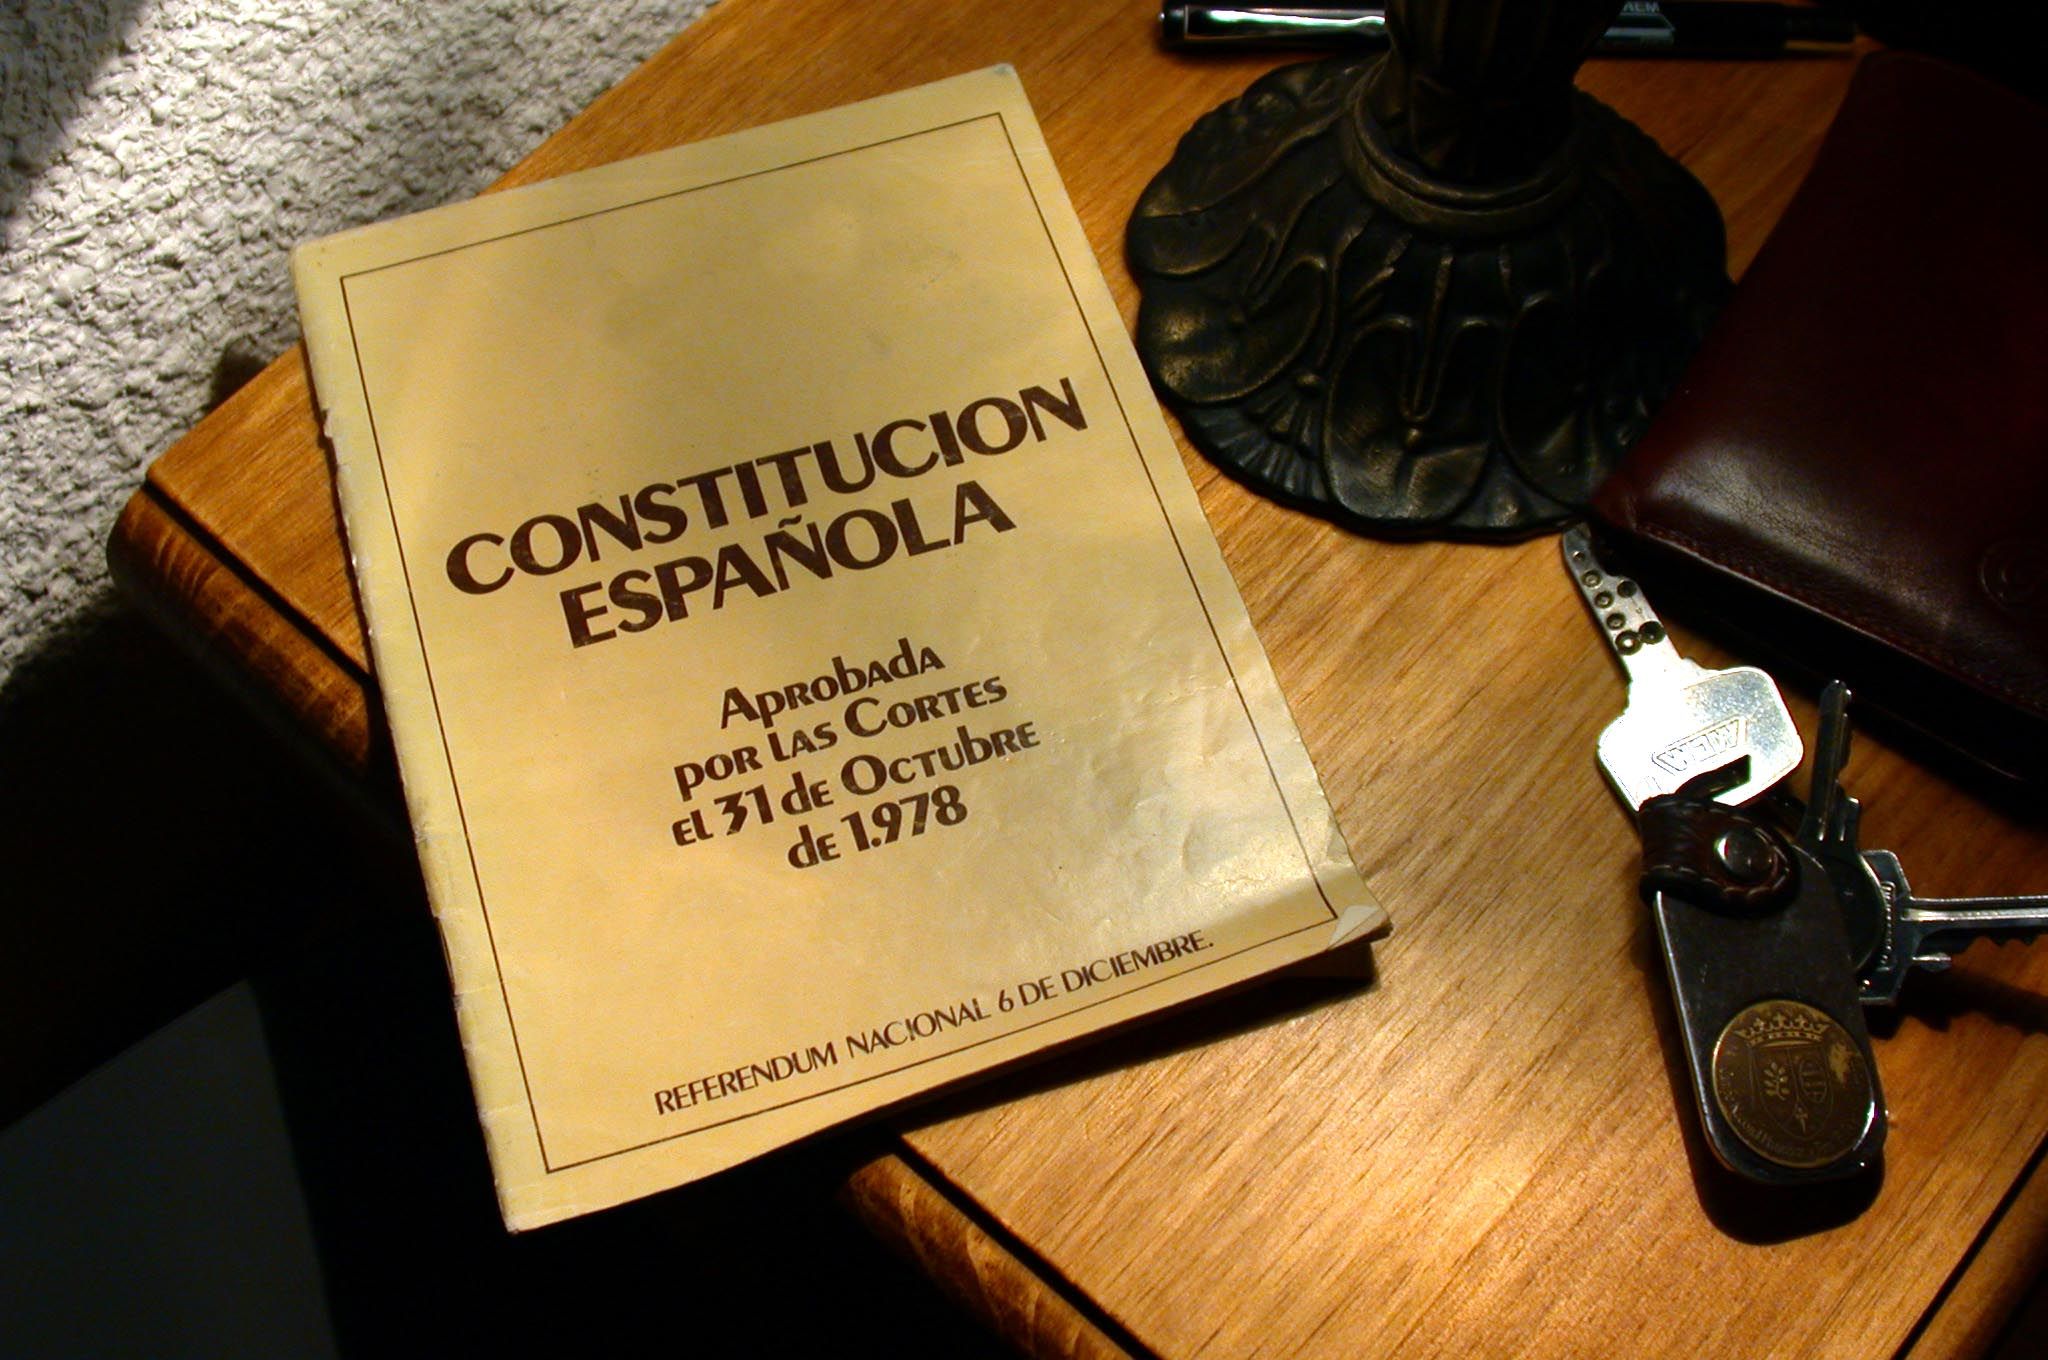 CONSTITUCION
ESPAÑOLA
Aprobada
por las Cortes
el 31 de Octubre
de 1.978
REFERENDUM NACIONAL 6 DE DICIEMBRE.